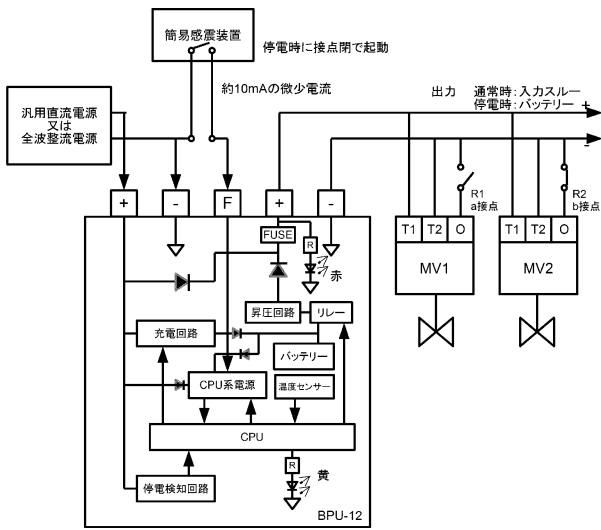 簡易感震装置
停電時に接点閉で起動
約10mAの微少電流
汎用直流電源
又は
全波整流電源
出力 通常時：入力スルー
停電時：バッテリー
+
-
R1
a接点
R2
b接点
+
-
F
+
-
T1 T2 O
MV1
T1 T2 O
MV2
FUSE
R
赤
昇圧回路
リレー
充電回路
バッテリー
CPU系電源
温度センサー
CPU
停電検知回路
R
黄
BPU-12